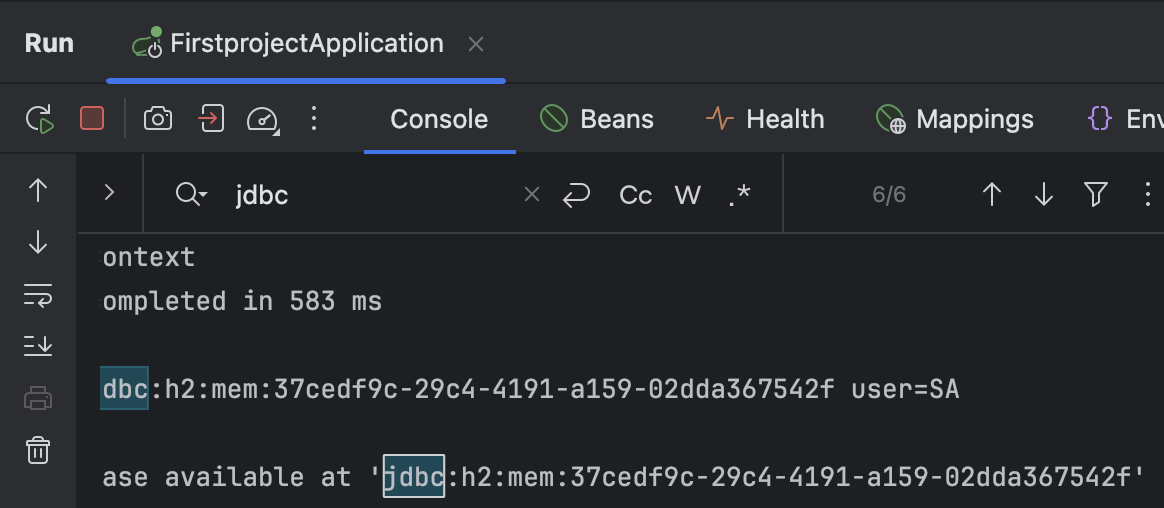 Run FirstprojectApplication
Console Beans Health Mappings {} Env
jdbc Cc W .* 6/6
ontext
ompleted in 583 ms
dbc:h2:mem:37cedf9c-29c4-4191-a159-02dda367542f user=SA
ase available at 'jdbc:h2:mem:37cedf9c-29c4-4191-a159-02dda367542f'